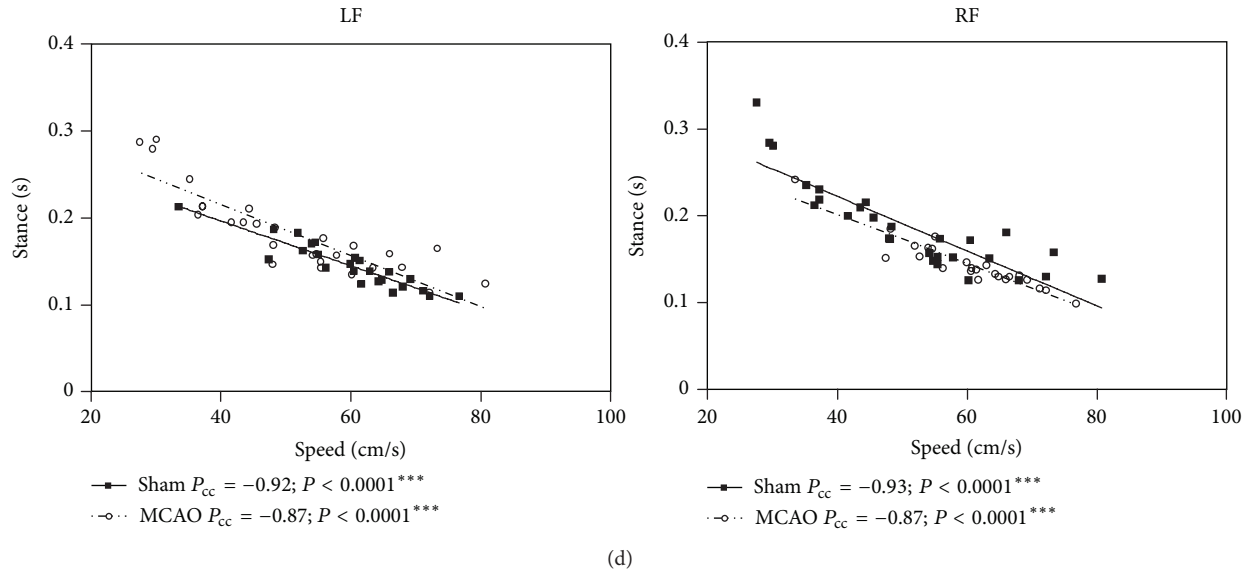 LF
0.4
0.3
0.2
0.1
0
20
40
60
80
100
Stance (s)
Speed (cm/s)
Sham P_cc = −0.92; P < 0.0001***
MCAO P_cc = −0.87; P < 0.0001***
RF
0.4
0.3
0.2
0.1
0
20
40
60
80
100
Stance (s)
Speed (cm/s)
Sham P_cc = −0.93; P < 0.0001***
MCAO P_cc = −0.87; P < 0.0001***
(d)